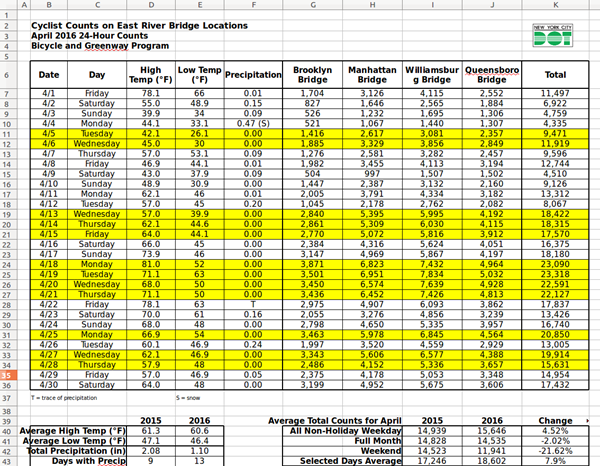 A B C D E F G H I J K
1
2 Cyclist Counts on East River Bridge Locations
3 April 2016 24-Hour Counts
4 Bicycle and Greenway Program
NEW YORK CITY
DOT
5
6 Date Day High Temp (°F) Low Temp (°F) Precipitation Brooklyn Bridge Manhattan Bridge Williamsburg Bridge Queensboro Bridge Total
7 4/1 Friday 78.1 66 0.01 1,704 3,126 4,115 2,552 11,497
8 4/2 Saturday 55.0 48.9 0.15 827 1,646 2,565 1,884 6,922
9 4/3 Sunday 39.9 34 0.09 526 1,232 1,695 1,306 4,759
10 4/4 Monday 44.1 33.1 0.47 (S) 521 1,067 1,440 1,307 4,335
11 4/5 Tuesday 42.1 26.1 0.00 1,416 2,617 3,081 2,357 9,471
12 4/6 Wednesday 45.0 30 0.00 1,885 3,329 3,856 2,849 11,919
13 4/7 Thursday 57.0 53.1 0.09 1,276 2,581 3,282 2,457 9,596
14 4/8 Friday 46.9 44.1 0.01 1,982 3,455 4,113 3,194 12,744
15 4/9 Saturday 43.0 37.9 0.09 504 997 1,507 1,502 4,510
16 4/10 Sunday 48.9 30.9 0.00 1,447 2,387 3,132 2,160 9,126
17 4/11 Monday 62.1 46 0.01 2,005 3,791 4,334 3,182 13,312
18 4/12 Tuesday 57.0 45 0.20 1,045 2,178 2,762 2,082 8,067
19 4/13 Wednesday 57.0 39.9 0.00 2,840 5,395 5,995 4,192 18,422
20 4/14 Thursday 62.1 44.6 0.00 2,861 5,309 6,030 4,115 18,315
21 4/15 Friday 64.0 44.1 0.00 2,770 5,072 5,816 3,912 17,570
22 4/16 Saturday 66.0 45 0.00 2,384 4,316 5,624 4,051 16,375
23 4/17 Sunday 73.9 46 0.00 3,147 4,969 5,867 4,197 18,180
24 4/18 Monday 81.0 52 0.00 3,871 6,823 7,432 4,964 23,090
25 4/19 Tuesday 71.1 63 0.00 3,501 6,951 7,834 5,032 23,318
26 4/20 Wednesday 68.0 50 0.00 3,450 6,574 7,639 4,928 22,591
27 4/21 Thursday 71.1 50 0.00 3,436 6,452 7,426 4,813 22,127
28 4/22 Friday 78.1 63 T 2,975 4,907 6,093 3,862 17,837
29 4/23 Saturday 70.0 61 0.16 2,055 3,276 4,856 3,239 13,426
30 4/24 Sunday 68.0 48 0.00 2,798 4,650 5,335 3,957 16,740
31 4/25 Monday 66.9 54 0.00 3,463 5,978 6,845 4,564 20,850
32 4/26 Tuesday 60.1 46.9 0.24 1,997 3,520 4,559 2,929 13,005
33 4/27 Wednesday 62.1 46.9 0.00 3,343 5,606 6,577 4,388 19,914
34 4/28 Thursday 57.9 48 0.00 2,486 4,152 5,336 3,657 15,631
35 4/29 Friday 57.0 46.9 0.05 2,375 4,178 5,053 3,348 14,954
36 4/30 Saturday 64.0 48 0.00 3,199 4,952 5,675 3,606 17,432
37 T = trace of precipitation S = snow
38
39 2015 2016 Average Total Counts for April 2015 2016 Change
40 Average High Temp (°F) 61.3 60.6 All Non-Holiday Weekday 14,939 15,646 4.52%
41 Average Low Temp (°F) 47.1 46.4 Full Month 14,828 14,535 -2.02%
42 Total Precipitation (in) 2.08 1.10 Weekend 14,523 11,941 -21.62%
43 Days with Precip 9 13 Selected Days Average 17,246 18,602 7.9%